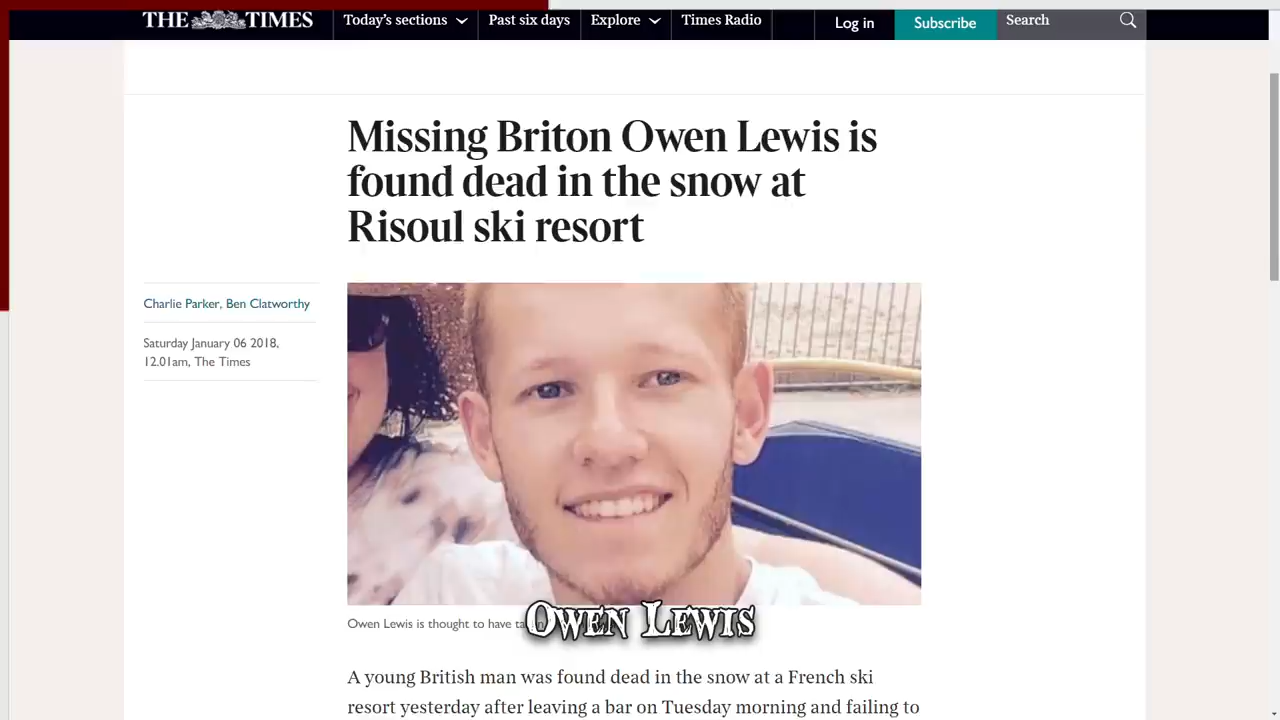 THE TIMES
Today's sections
Past six days
Explore
Times Radio
Log in
Subscribe
Search
Missing Briton Owen Lewis is
found dead in the snow at
Risoul ski resort
Charlie Parker, Ben Clatworthy
Saturday January 06 2018,
12.01am, The Times
Owen Lewis is thought to have
Owen Lewis
A young British man was found dead in the snow at a French ski
resort yesterday after leaving a bar on Tuesday morning and failing to